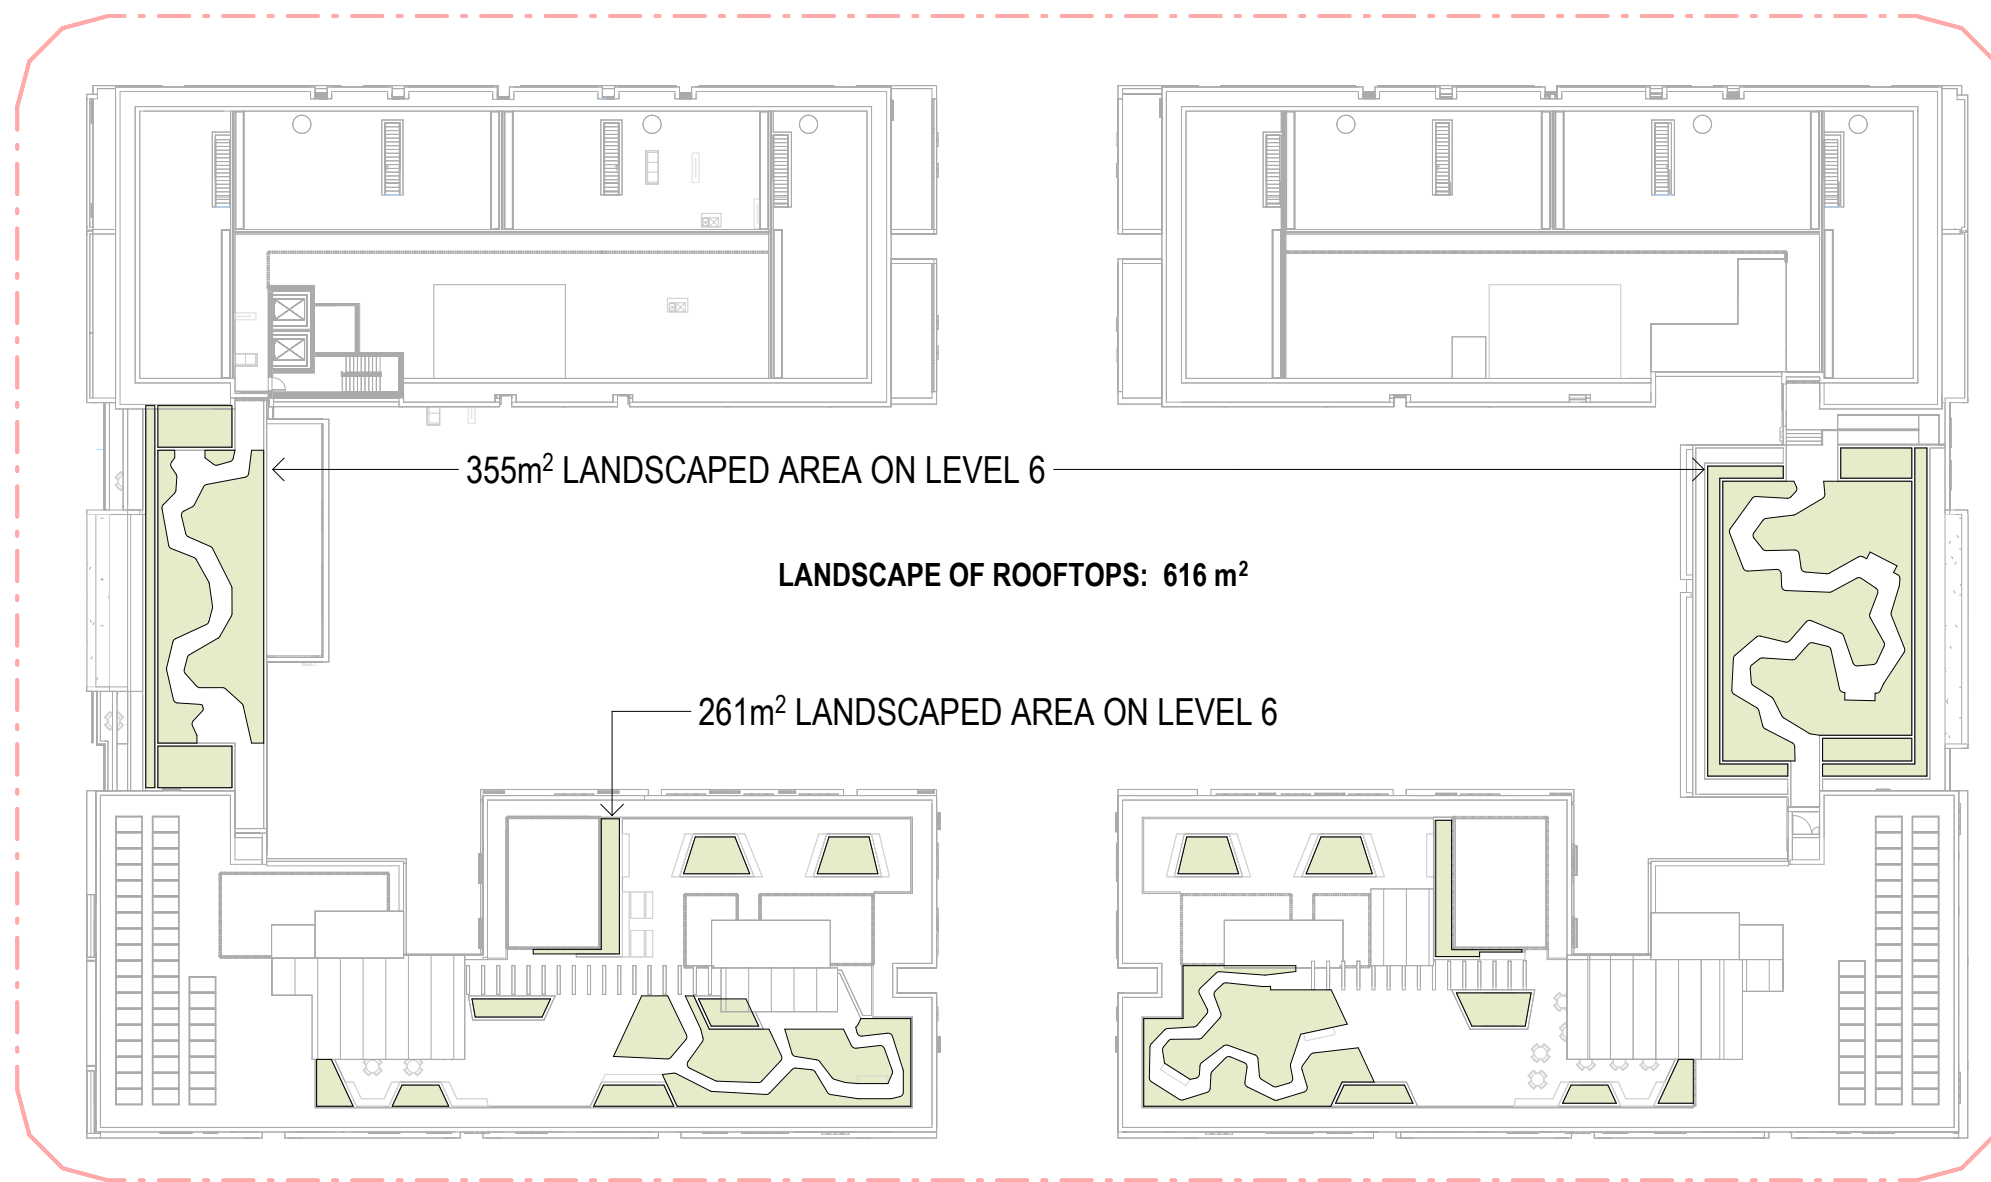 355m² LANDSCAPED AREA ON LEVEL 6
LANDSCAPE OF ROOFTOPS: 616 m²
261m² LANDSCAPED AREA ON LEVEL 6